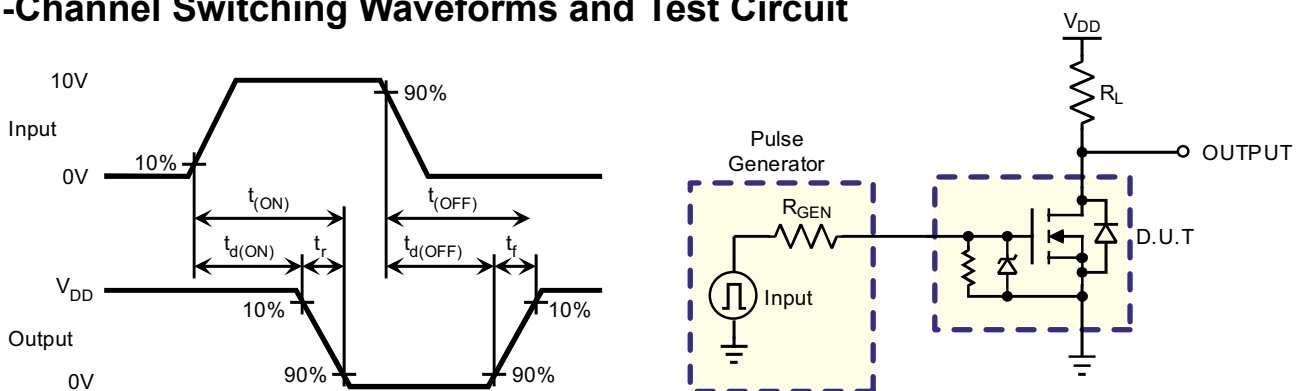 -Channel Switching Waveforms and Test Circuit
10V
Input
0V
10%
90%
t(ON)
t(OFF)
td(ON)
tr
td(OFF)
tf
VDD
Output
0V
10%
90%
90%
10%
VDD
RL
OUTPUT
Pulse
Generator
RGEN
Input
D.U.T